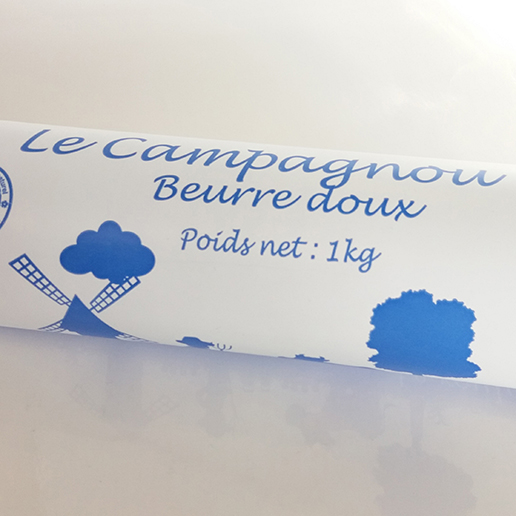 Le Campagnou
Beurre doux
Poids net : 1kg